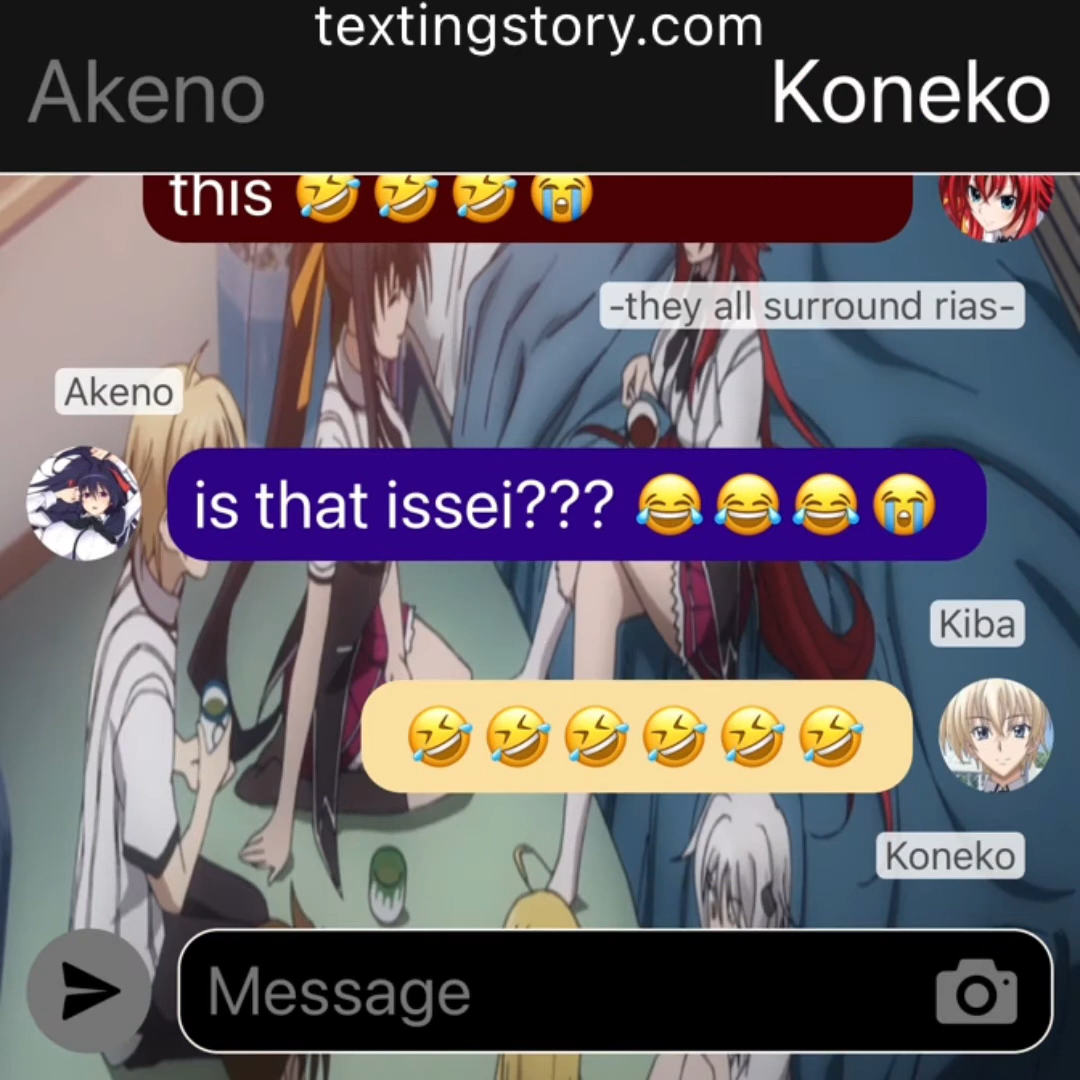 textingstory.com
Akeno
Koneko
this 🤣🤣🤣😭
-they all surround rias-
Akeno
is that issei??? 😂😂😂😭
Kiba
🤣🤣🤣🤣🤣🤣
Koneko
Message